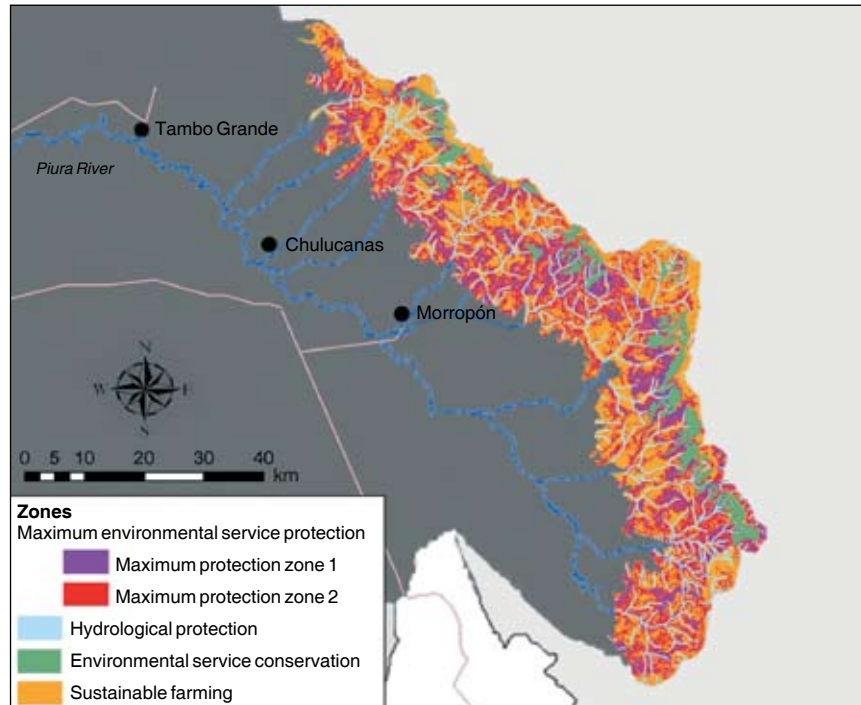 Tambo Grande
Piura River
Chulucanas
Morropón
N
W E
S
0 5 10 20 30 40
km
Zones
Maximum environmental service protection
Maximum protection zone 1
Maximum protection zone 2
Hydrological protection
Environmental service conservation
Sustainable farming